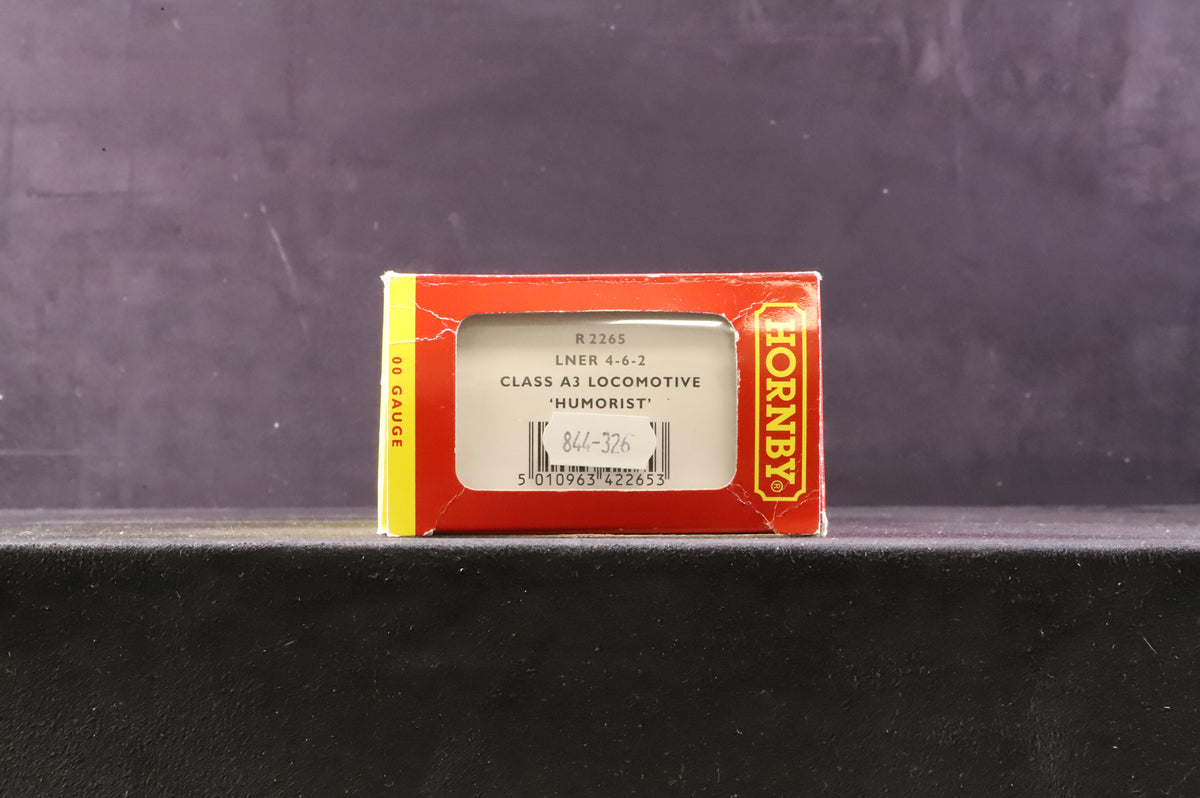 00 GAUGE
R 2265
LNER 4-6-2
CLASS A3 LOCOMOTIVE
‘HUMORIST’
844-326
5 010963 422653
HORNBY®